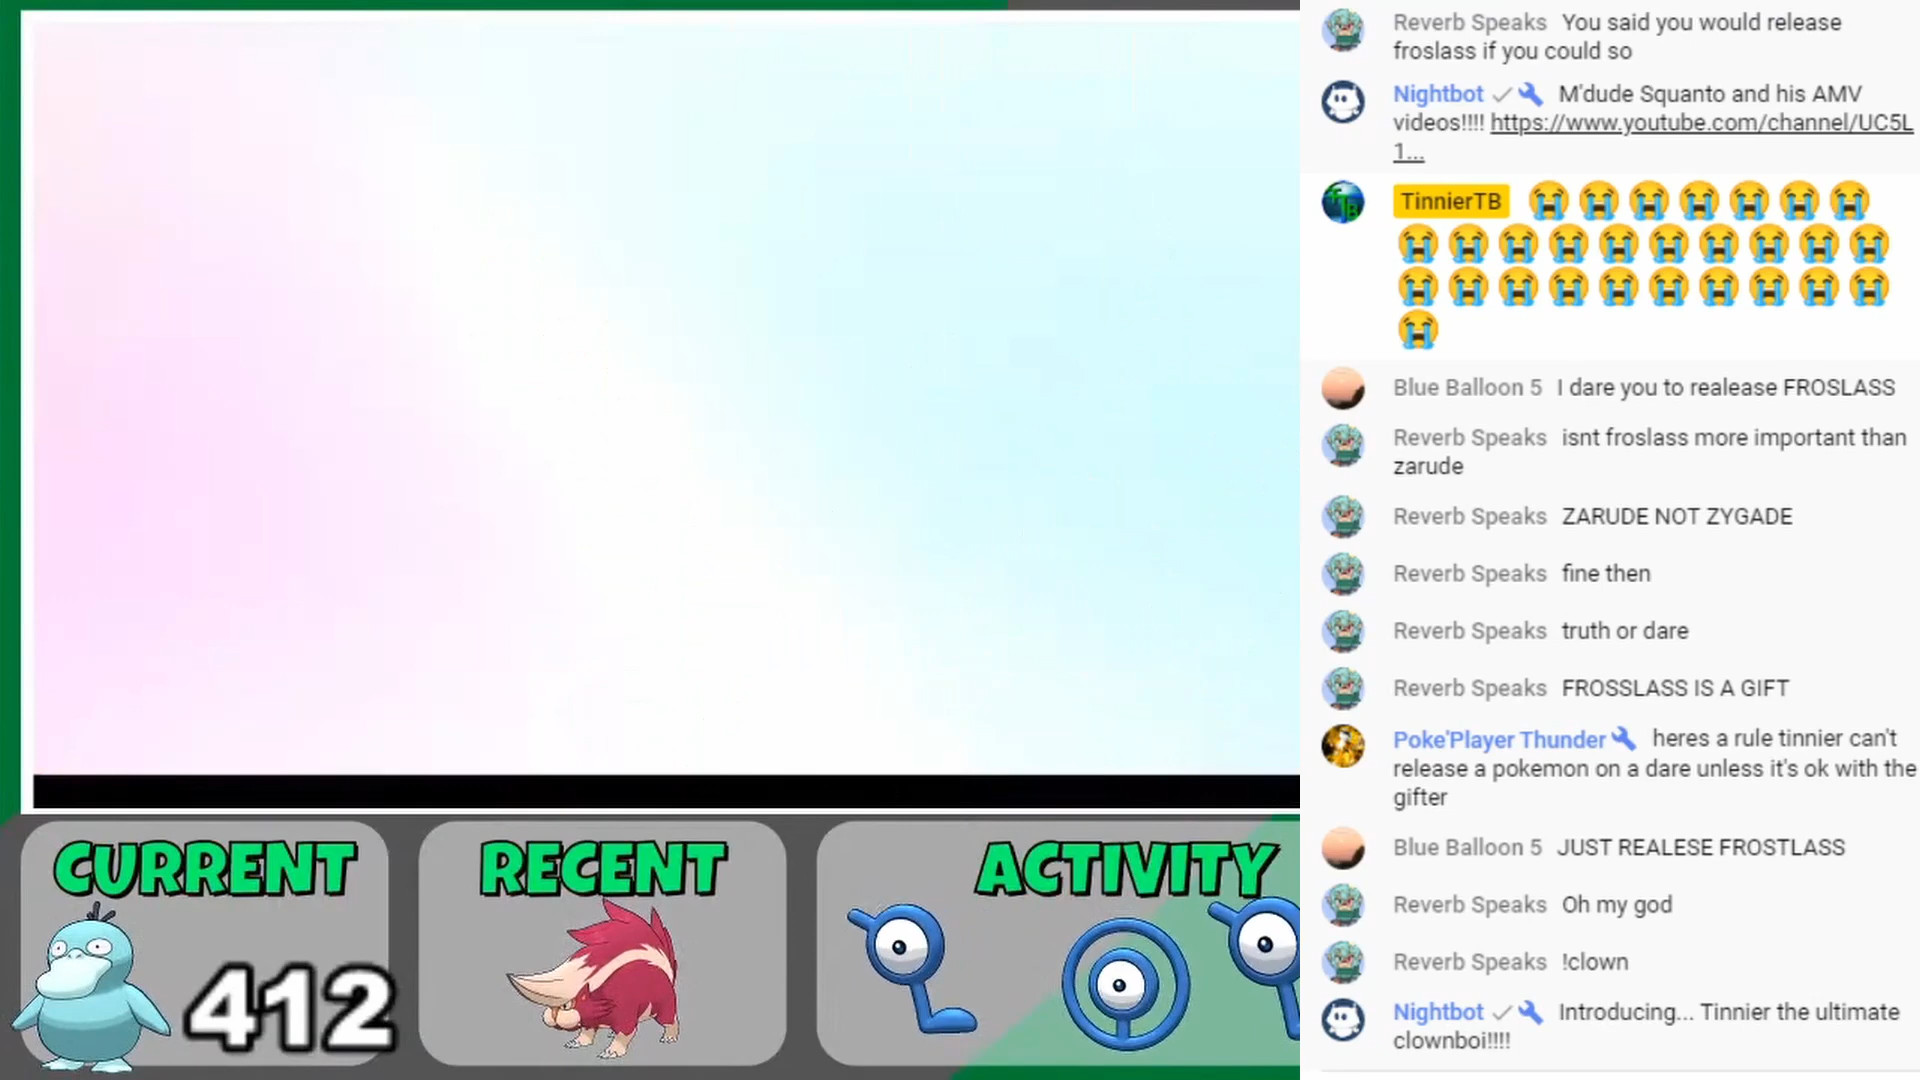 Reverb Speaks You said you would release
froslass if you could so
Nightbot M'dude Squanto and his AMV
videos!!!! https://www.youtube.com/channel/UC5L
1...
TinnierTB 😭😭😭😭😭😭😭
😭😭😭😭😭😭😭😭😭😭
😭😭😭😭😭😭😭😭😭😭
😭
Blue Balloon 5 I dare you to realease FROSLASS
Reverb Speaks isnt froslass more important than
zarude
Reverb Speaks ZARUDE NOT ZYGADE
Reverb Speaks fine then
Reverb Speaks truth or dare
Reverb Speaks FROSSLASS IS A GIFT
Poke'Player Thunder heres a rule tinnier can't
release a pokemon on a dare unless it's ok with the
gifter
Blue Balloon 5 JUST REALESE FROSTLASS
Reverb Speaks Oh my god
Reverb Speaks !clown
Nightbot Introducing... Tinnier the ultimate
clownboi!!!!
CURRENT
412
RECENT
ACTIVITY